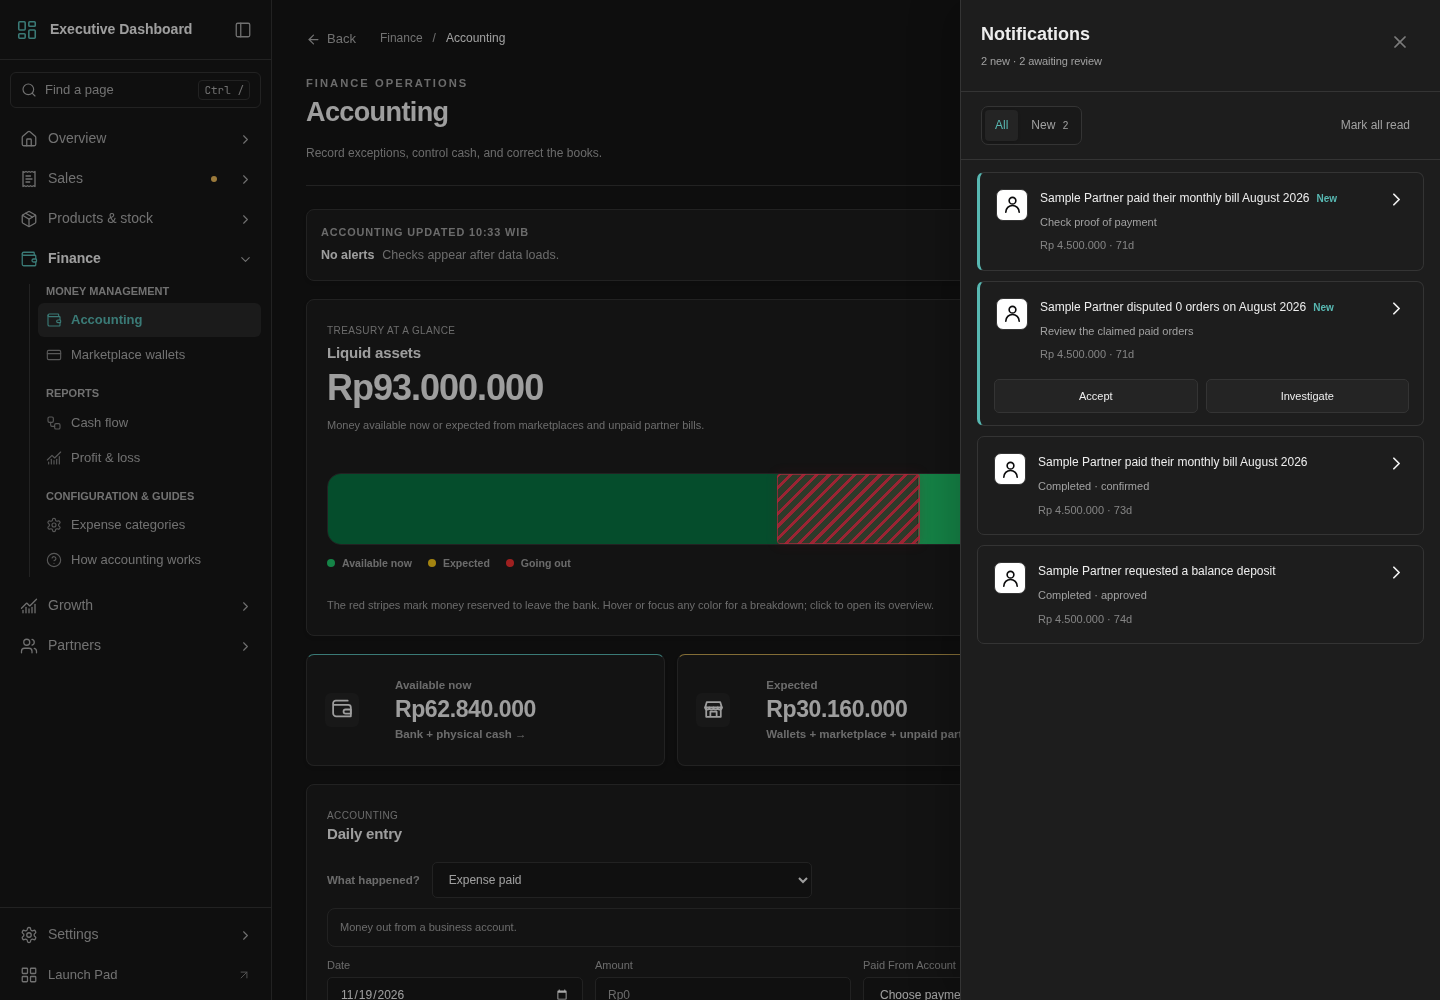 Executive Dashboard
Find a page
Ctrl /
Overview
Sales
Products & stock
Finance
MONEY MANAGEMENT
Accounting
Marketplace wallets
REPORTS
Cash flow
Profit & loss
CONFIGURATION & GUIDES
Expense categories
How accounting works
Growth
Partners
Settings
Launch Pad
Back
Finance / Accounting
FINANCE OPERATIONS
Accounting
Record exceptions, control cash, and correct the books.
ACCOUNTING UPDATED 10:33 WIB
No alerts Checks appear after data loads.
TREASURY AT A GLANCE
Liquid assets
Rp93.000.000
Money available now or expected from marketplaces and unpaid partner bills.
Available now
Expected
Going out
The red stripes mark money reserved to leave the bank. Hover or focus any color for a breakdown; click to open its overview.
Available now
Rp62.840.000
Bank + physical cash →
Expected
Rp30.160.000
Wallets + marketplace + unpaid part
ACCOUNTING
Daily entry
What happened?
Expense paid
Money out from a business account.
Date
11/19/2026
Amount
Rp0
Paid From Account
Choose payme
Notifications
2 new · 2 awaiting review
All
New 2
Mark all read
Sample Partner paid their monthly bill August 2026 New
Check proof of payment
Rp 4.500.000 · 71d
Sample Partner disputed 0 orders on August 2026 New
Review the claimed paid orders
Rp 4.500.000 · 71d
Accept
Investigate
Sample Partner paid their monthly bill August 2026
Completed · confirmed
Rp 4.500.000 · 73d
Sample Partner requested a balance deposit
Completed · approved
Rp 4.500.000 · 74d